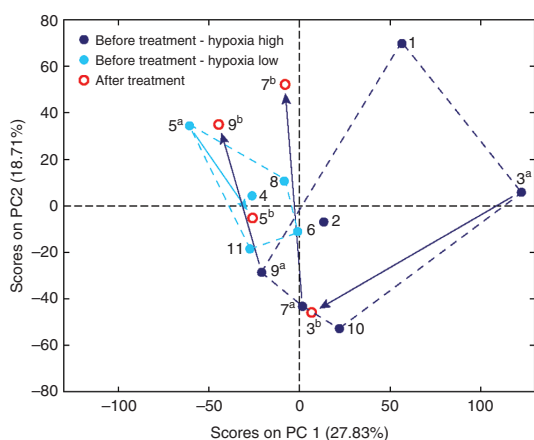 Before treatment - hypoxia high
Before treatment - hypoxia low
After treatment
80
60
40
20
0
−20
−40
−60
−80
Scores on PC2 (18.71%)
1
7ᵇ
5ᵃ
9ᵇ
3ᵃ
8
4
5ᵇ
2
6
11
9ᵃ
7ᵃ
3ᵇ
10
−100
−50
0
50
100
Scores on PC 1 (27.83%)